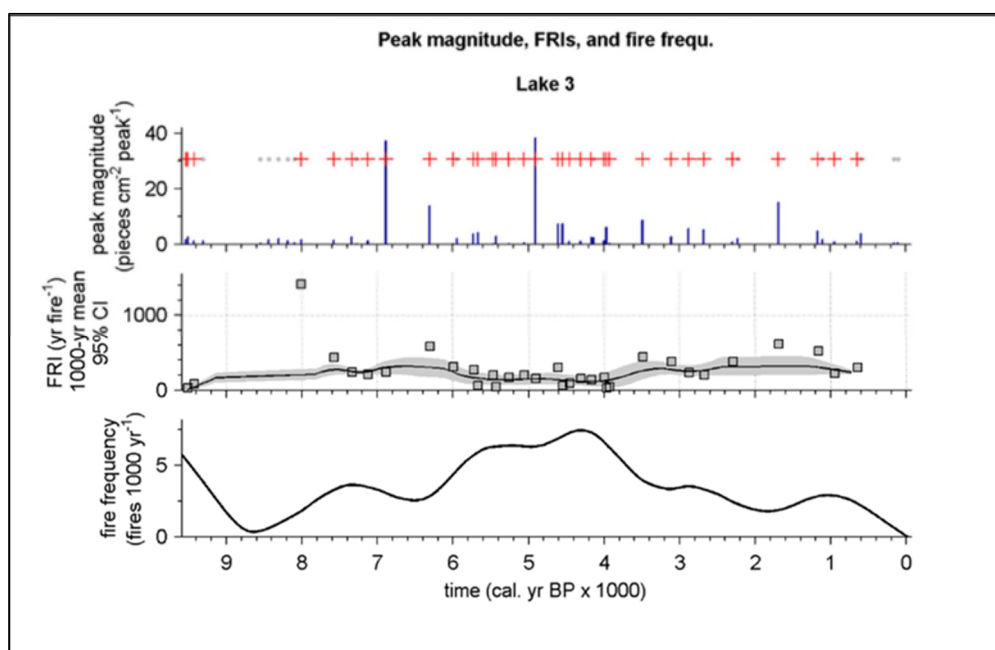 Peak magnitude, FRIs, and fire frequ.
Lake 3
peak magnitude
(pieces cm-2 peak-1)
40
20
0
FRI (yr fire-1)
1000-yr mean
95% CI
1000
0
fire frequency
(fires 1000 yr-1)
5
0
9 8 7 6 5 4 3 2 1 0
time (cal. yr BP x 1000)